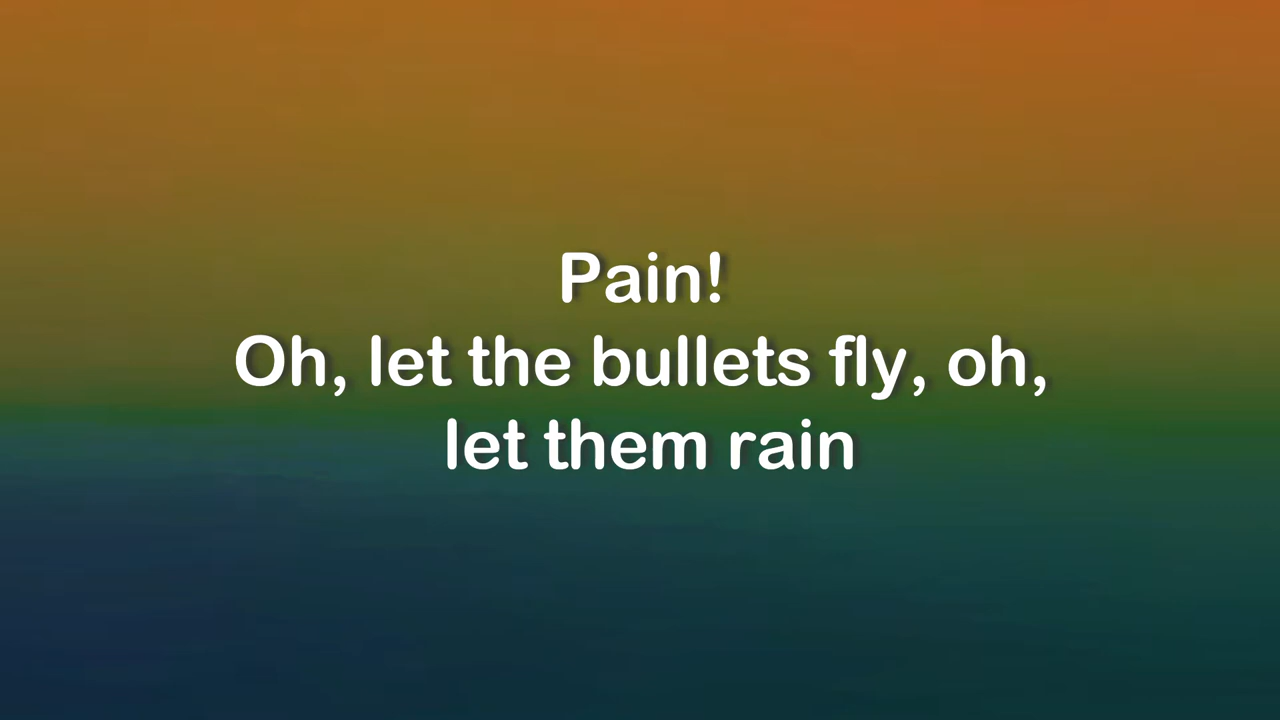 Pain!
Oh, let the bullets fly, oh,
let them rain